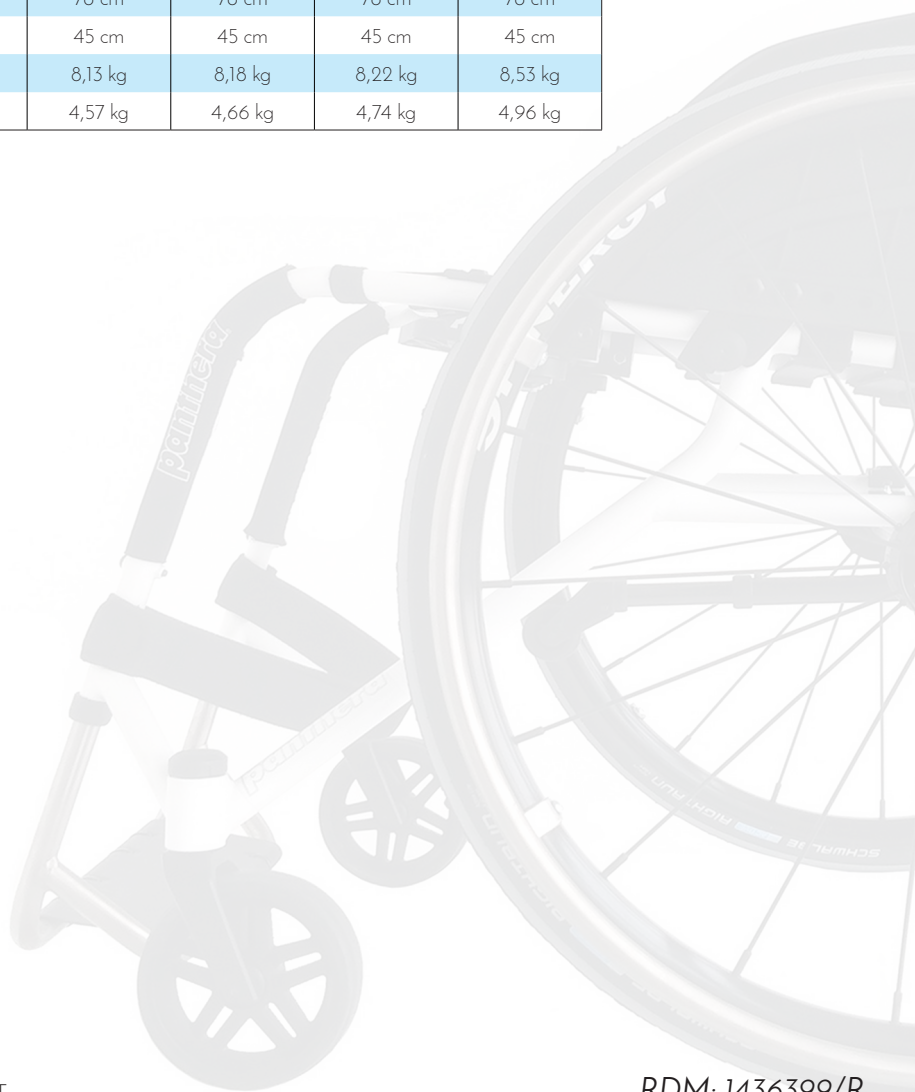 45 cm 45 cm 45 cm 45 cm
8,13 kg 8,18 kg 8,22 kg 8,53 kg
4,57 kg 4,66 kg 4,74 kg 4,96 kg
panthera
panthera
RIGHT RUN
SCHWALBE
RDM: 1436399/R